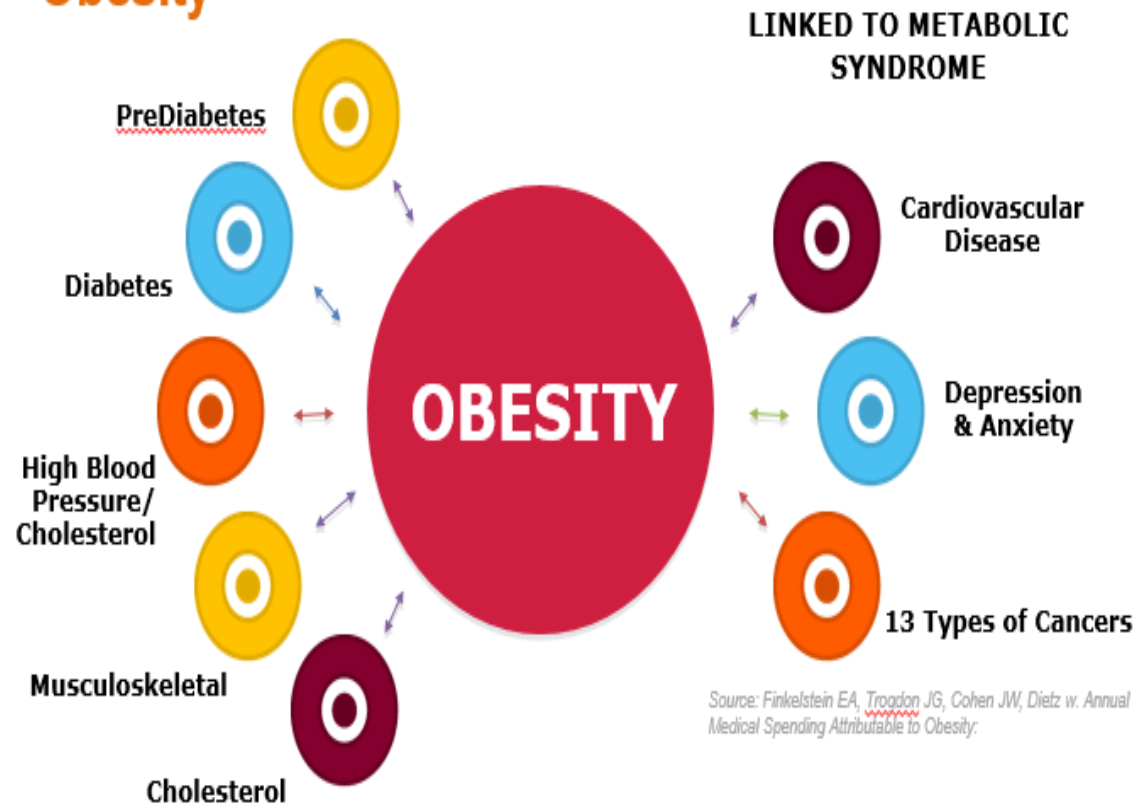 Obesity
LINKED TO METABOLIC
SYNDROME
PreDiabetes
Cardiovascular
Disease
Diabetes
OBESITY
Depression
& Anxiety
High Blood
Pressure/
Cholesterol
13 Types of Cancers
Musculoskeletal
Source: Finkelstein EA, Trogdon JG, Cohen JW, Dietz w. Annual
Medical Spending Attributable to Obesity:
Cholesterol